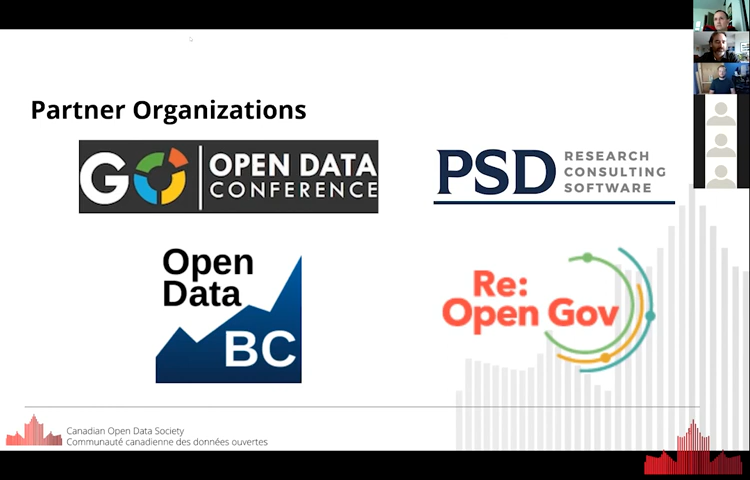 Partner Organizations
GO OPEN DATA
CONFERENCE
PSD RESEARCH
CONSULTING
SOFTWARE
Open
Data
BC
Re:
Open Gov
Canadian Open Data Society
Communauté canadienne des données ouvertes